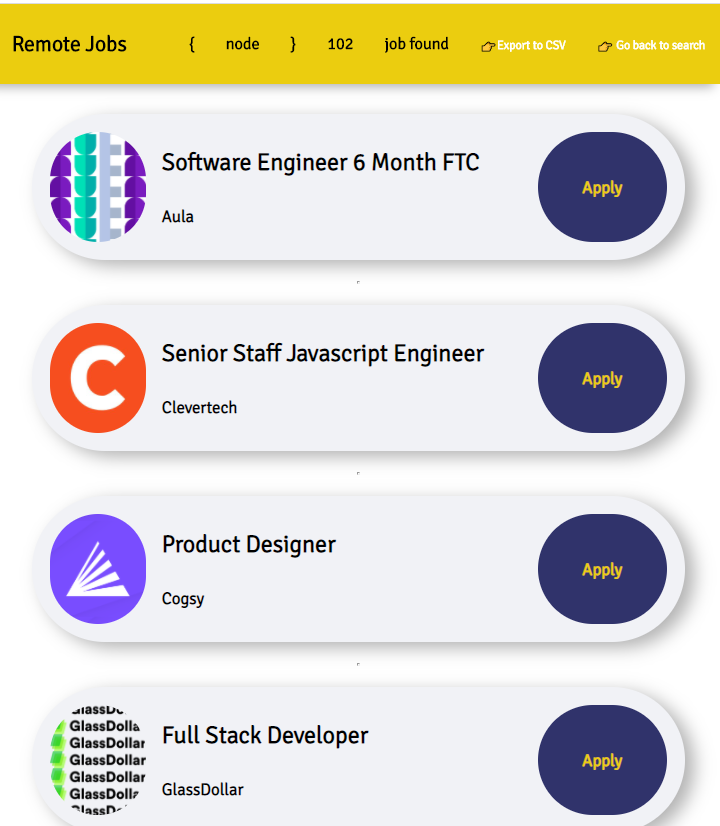 Remote Jobs { node } 102 job found 👉Export to CSV 👉 Go back to search
Software Engineer 6 Month FTC
Aula
Apply
C
Senior Staff Javascript Engineer
Clevertech
Apply
Product Designer
Cogsy
Apply
GlassDollar
GlassDollar
GlassDollar
GlassDollar
GlassDollar
GlassDollar
GlassDollar
Full Stack Developer
GlassDollar
Apply